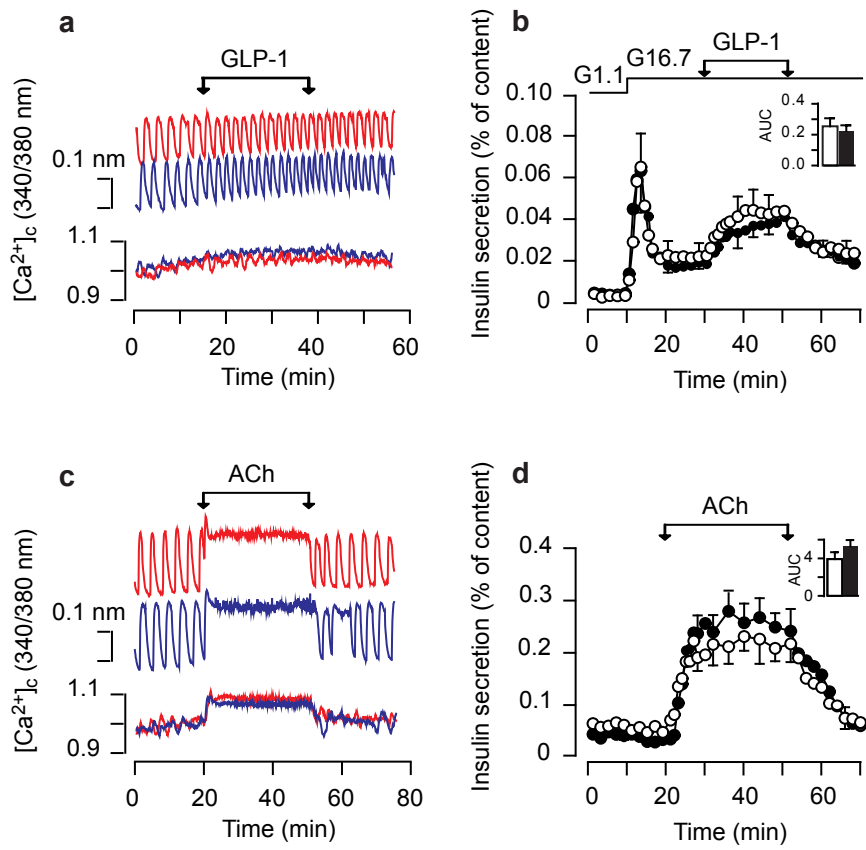 a
GLP-1
0.1 nm
[Ca2+]c (340/380 nm)
1.1
0.9
0 20 40 60
Time (min)
b
GLP-1
G1.1
G16.7
Insulin secretion (% of content)
0.10
0.08
0.06
0.04
0.02
0
AUC
0.4
0.2
0.0
0 20 40 60
Time (min)
c
ACh
0.1 nm
[Ca2+]c (340/380 nm)
1.1
0.9
0 20 40 60 80
Time (min)
d
ACh
Insulin secretion (% of content)
0.4
0.3
0.2
0.1
0
AUC
4
0
0 20 40 60
Time (min)